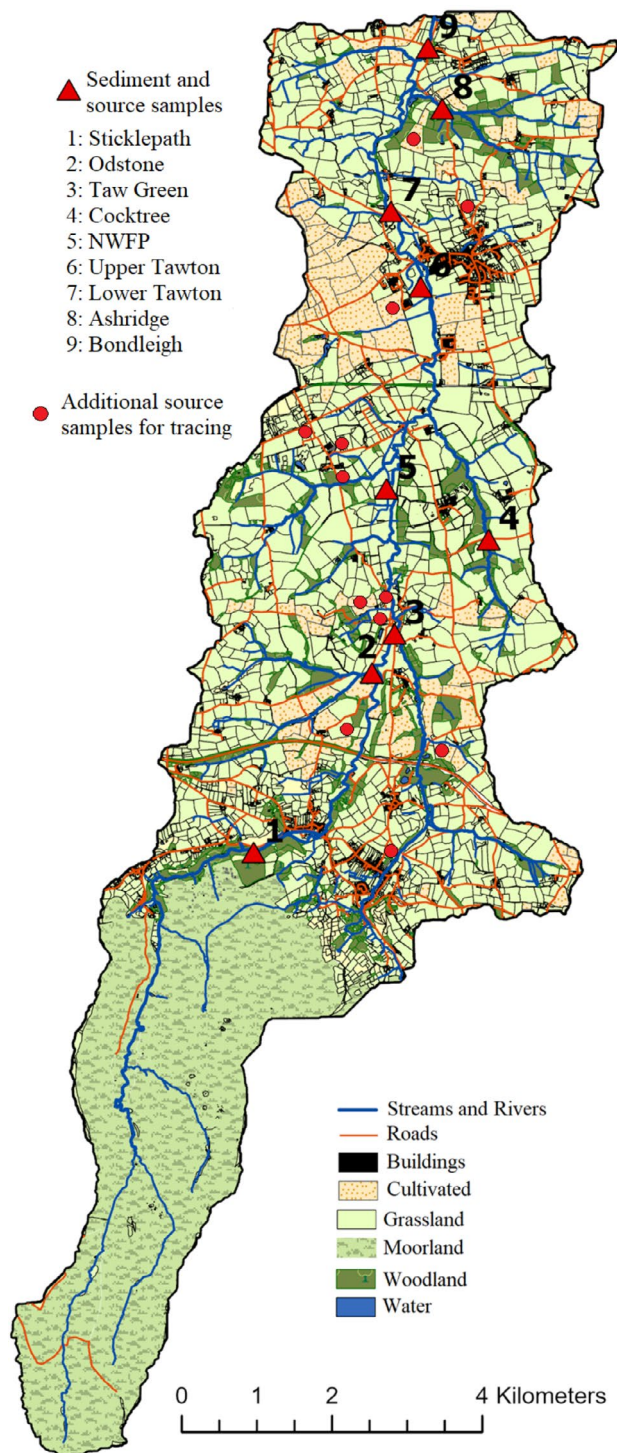 Sediment and
source samples
1: Sticklepath
2: Odstone
3: Taw Green
4: Cocktree
5: NWFP
6: Upper Tawton
7: Lower Tawton
8: Ashridge
9: Bondleigh
Additional source
samples for tracing
9
8
7
6
5
4
3
2
1
Streams and Rivers
Roads
Buildings
Cultivated
Grassland
Moorland
Woodland
Water
0 1 2 4 Kilometers